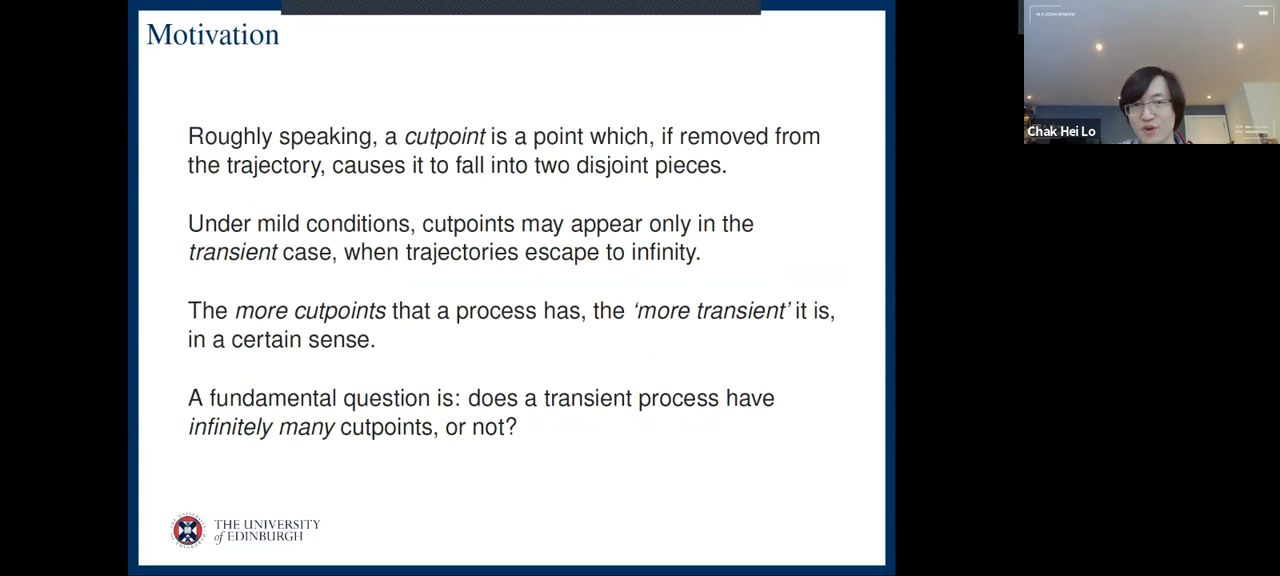 Motivation
Roughly speaking, a cutpoint is a point which, if removed from
the trajectory, causes it to fall into two disjoint pieces.
Under mild conditions, cutpoints may appear only in the
transient case, when trajectories escape to infinity.
The more cutpoints that a process has, the ‘more transient’ it is,
in a certain sense.
A fundamental question is: does a transient process have
infinitely many cutpoints, or not?
THE UNIVERSITY
of EDINBURGH
Chak Hei Lo